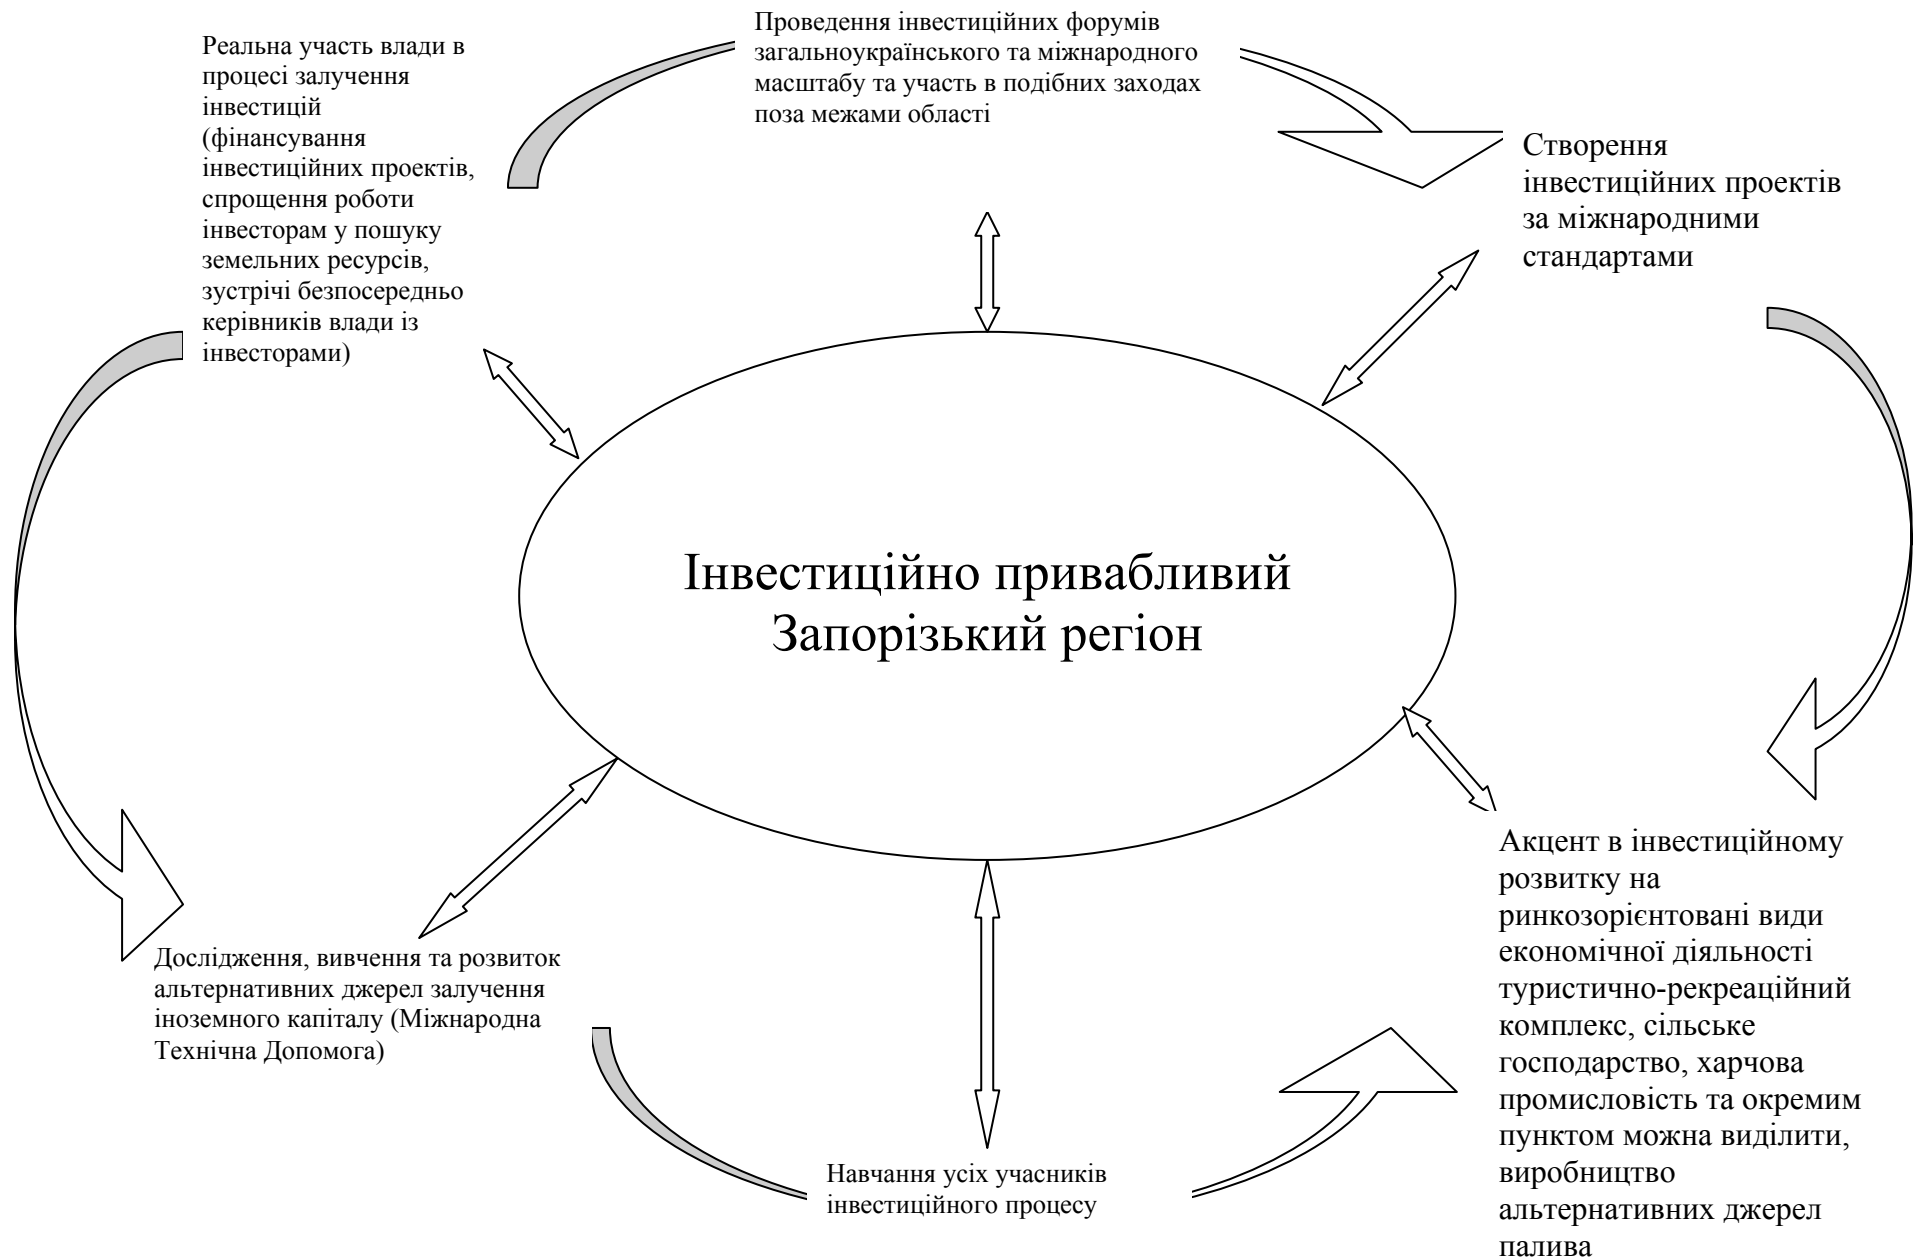 Реальна участь влади в
процесі залучення
інвестицій
(фінансування
інвестиційних проектів,
спрощення роботи
інвесторам у пошуку
земельних ресурсів,
зустрічі безпосередньо
керівників влади із
інвесторами)
Проведення інвестиційних форумів
загальноукраїнського та міжнародного
масштабу та участь в подібних заходах
поза межами області
Створення
інвестиційних проектів
за міжнародними
стандартами
Інвестиційно привабливий
Запорізький регіон
Дослідження, вивчення та розвиток
альтернативних джерел залучення
іноземного капіталу (Міжнародна
Технічна Допомога)
Навчання усіх учасників
інвестиційного процесу
Акцент в інвестиційному
розвитку на
ринкозорієнтовані види
економічної діяльності
туристично-рекреаційний
комплекс, сільське
господарство, харчова
промисловість та окремим
пунктом можна виділити,
виробництво
альтернативних джерел
палива